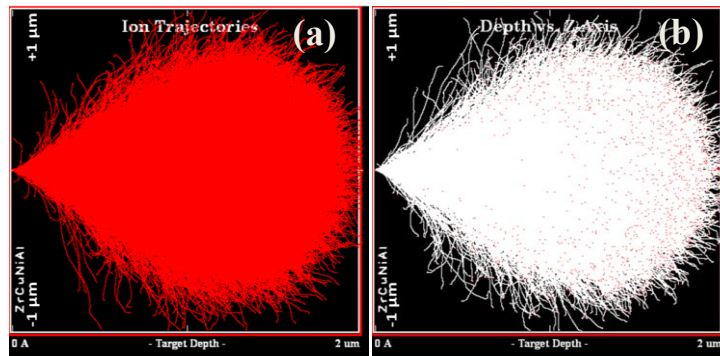 Ion Trajectories
(a)
+1 μm
ZrCuNiAl
-1 μm
0 A
- Target Depth -
2 um
Depth vs. Z-Axis
(b)
+1 μm
ZrCuNiAl
-1 μm
0 A
- Target Depth -
2 um